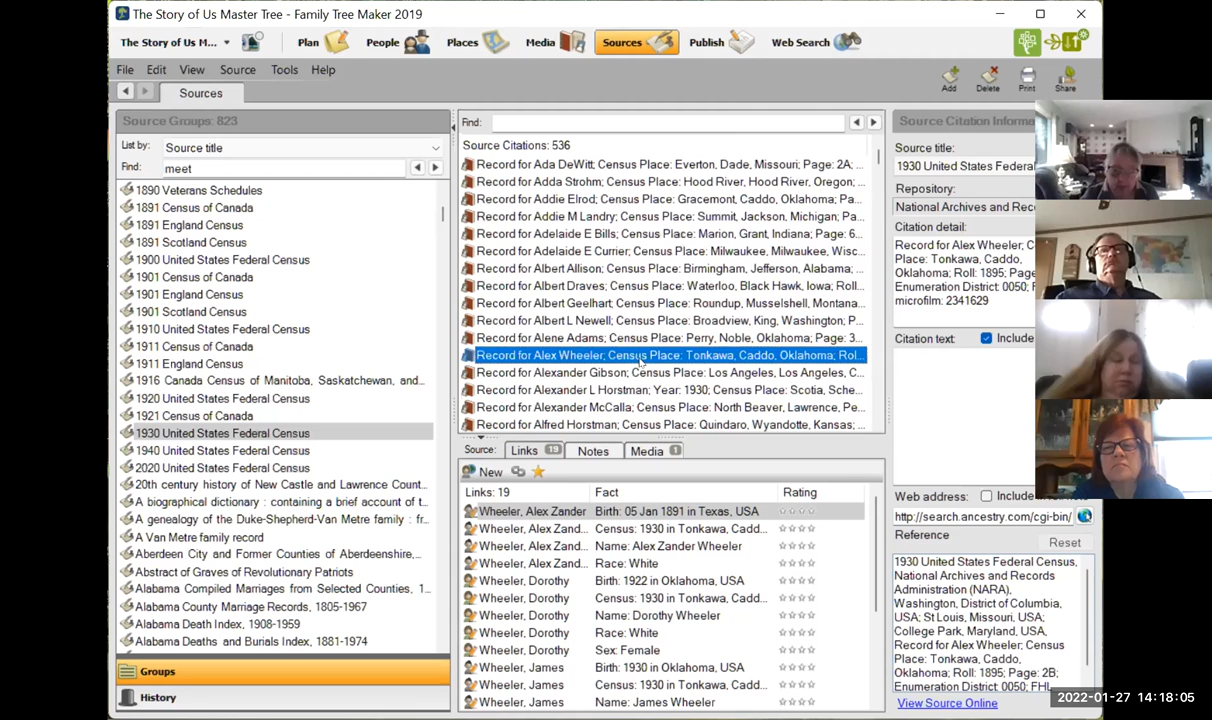 The Story of Us Master Tree - Family Tree Maker 2019
The Story of Us M... Plan People Places Media Sources Publish Web Search
File Edit View Source Tools Help
Sources
Add Delete Print Share
Source Groups: 823
List by: Source title
Find: meet
1890 Veterans Schedules
1891 Census of Canada
1891 England Census
1891 Scotland Census
1900 United States Federal Census
1901 Census of Canada
1901 England Census
1901 Scotland Census
1910 United States Federal Census
1911 Census of Canada
1911 England Census
1916 Canada Census of Manitoba, Saskatchewan, and...
1920 United States Federal Census
1921 Census of Canada
1930 United States Federal Census
1940 United States Federal Census
2020 United States Federal Census
20th century history of New Castle and Lawrence Count...
A biographical dictionary : containing a brief account of t...
A genealogy of the Duke-Shepherd-Van Metre family : fr...
A Van Metre family record
Aberdeen City and Former Counties of Aberdeenshire,...
Abstract of Graves of Revolutionary Patriots
Alabama Compiled Marriages from Selected Counties, 1...
Alabama County Marriage Records, 1805-1967
Alabama Death Index, 1908-1959
Alabama Deaths and Burials Index, 1881-1974
Groups
History
Find:
Source Citations: 536
Record for Ada DeWitt; Census Place: Everton, Dade, Missouri; Page: 2A; ...
Record for Adda Strohm; Census Place: Hood River, Hood River, Oregon; ...
Record for Addie Elrod; Census Place: Gracemont, Caddo, Oklahoma; Pa...
Record for Addie M Landry; Census Place: Summit, Jackson, Michigan; Pa...
Record for Adelaide E Bills; Census Place: Marion, Grant, Indiana; Page: 6...
Record for Adelaide E Currier; Census Place: Milwaukee, Milwaukee, Wisc...
Record for Albert Allison; Census Place: Birmingham, Jefferson, Alabama; ...
Record for Albert Draves; Census Place: Waterloo, Black Hawk, Iowa; Roll...
Record for Albert Geelhart; Census Place: Roundup, Musselshell, Montana...
Record for Albert L Newell; Census Place: Broadview, King, Washington; P...
Record for Alene Adams; Census Place: Perry, Noble, Oklahoma; Page: 3...
Record for Alex Wheeler; Census Place: Tonkawa, Caddo, Oklahoma; Rol...
Record for Alexander Gibson; Census Place: Los Angeles, Los Angeles, C...
Record for Alexander L Horstman; Year: 1930; Census Place: Scotia, Sche...
Record for Alexander McCalla; Census Place: North Beaver, Lawrence, Pe...
Record for Alfred Horstman; Census Place: Quindaro, Wyandotte, Kansas; ...
Source: Links 19 Notes Media 1
New
Links: 19 Fact Rating
Wheeler, Alex Zander Birth: 05 Jan 1891 in Texas, USA
Wheeler, Alex Zand... Census: 1930 in Tonkawa, Cadd...
Wheeler, Alex Zand... Name: Alex Zander Wheeler
Wheeler, Alex Zand... Race: White
Wheeler, Dorothy Birth: 1922 in Oklahoma, USA
Wheeler, Dorothy Census: 1930 in Tonkawa, Cadd...
Wheeler, Dorothy Name: Dorothy Wheeler
Wheeler, Dorothy Race: White
Wheeler, Dorothy Sex: Female
Wheeler, James Birth: 1930 in Oklahoma, USA
Wheeler, James Census: 1930 in Tonkawa, Cadd...
Wheeler, James Name: James Wheeler
Source Citation Informa
Source title:
1930 United States Federal
Repository:
National Archives and Reco
Citation detail:
Record for Alex Wheeler; C
Place: Tonkawa, Caddo,
Oklahoma; Roll: 1895; Page
Enumeration District: 0050; F
microfilm: 2341629
Citation text: Include
Web address: Include
http://search.ancestry.com/cgi-bin/
Reference
Reset
1930 United States Federal Census,
National Archives and Records
Administration (NARA),
Washington, District of Columbia,
USA; St Louis, Missouri, USA;
College Park, Maryland, USA,
Record for Alex Wheeler; Census
Place: Tonkawa, Caddo,
Oklahoma; Roll: 1895; Page: 2B;
Enumeration District: 0050; FHL
View Source Online
2022-01-27 14:18:05